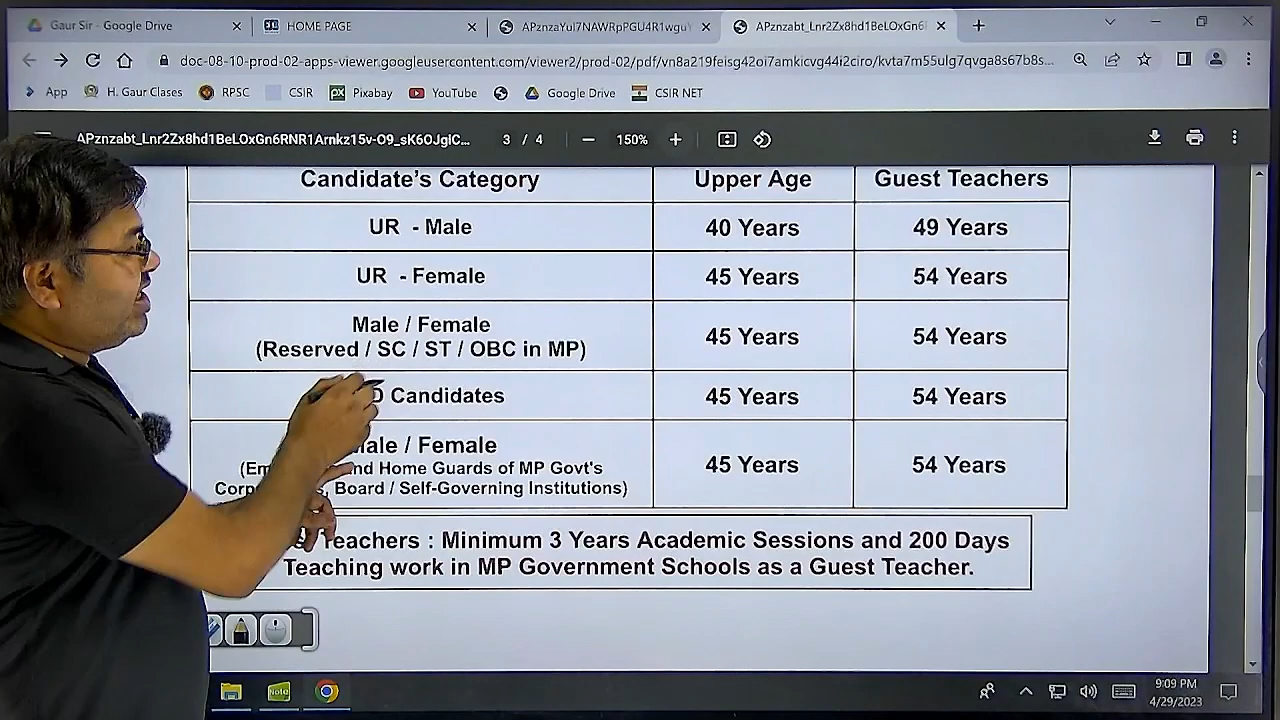 Gaur Sir - Google Drive
HOME PAGE
APznzaYuI7NAWRpPGU4R1wgu
APznzabt_Lnr2Zx8hd1BeLOxGn6
doc-08-10-prod-02-apps-viewer.googleusercontent.com/viewer2/prod-02/pdf/vn8a219feisg42oi7amkicvg44i2ciro/kvta7m55ulg7qvga8s67b8s...
App
H. Gaur Clases
RPSC
CSIR
Pixabay
YouTube
Google Drive
CSIR NET
APznzabt_Lnr2Zx8hd1BeLOxGn6RNR1Arnkz15v-O9_sK6OJgIC...
3 / 4
150%
Candidate's Category Upper Age Guest Teachers
UR - Male 40 Years 49 Years
UR - Female 45 Years 54 Years
Male / Female
(Reserved / SC / ST / OBC in MP) 45 Years 54 Years
Candidates 45 Years 54 Years
Male / Female
and Home Guards of MP Govt's 45 Years 54 Years
Board / Self-Governing Institutions)
Teachers : Minimum 3 Years Academic Sessions and 200 Days
Teaching work in MP Government Schools as a Guest Teacher.
Note
9:09 PM
4/29/2023